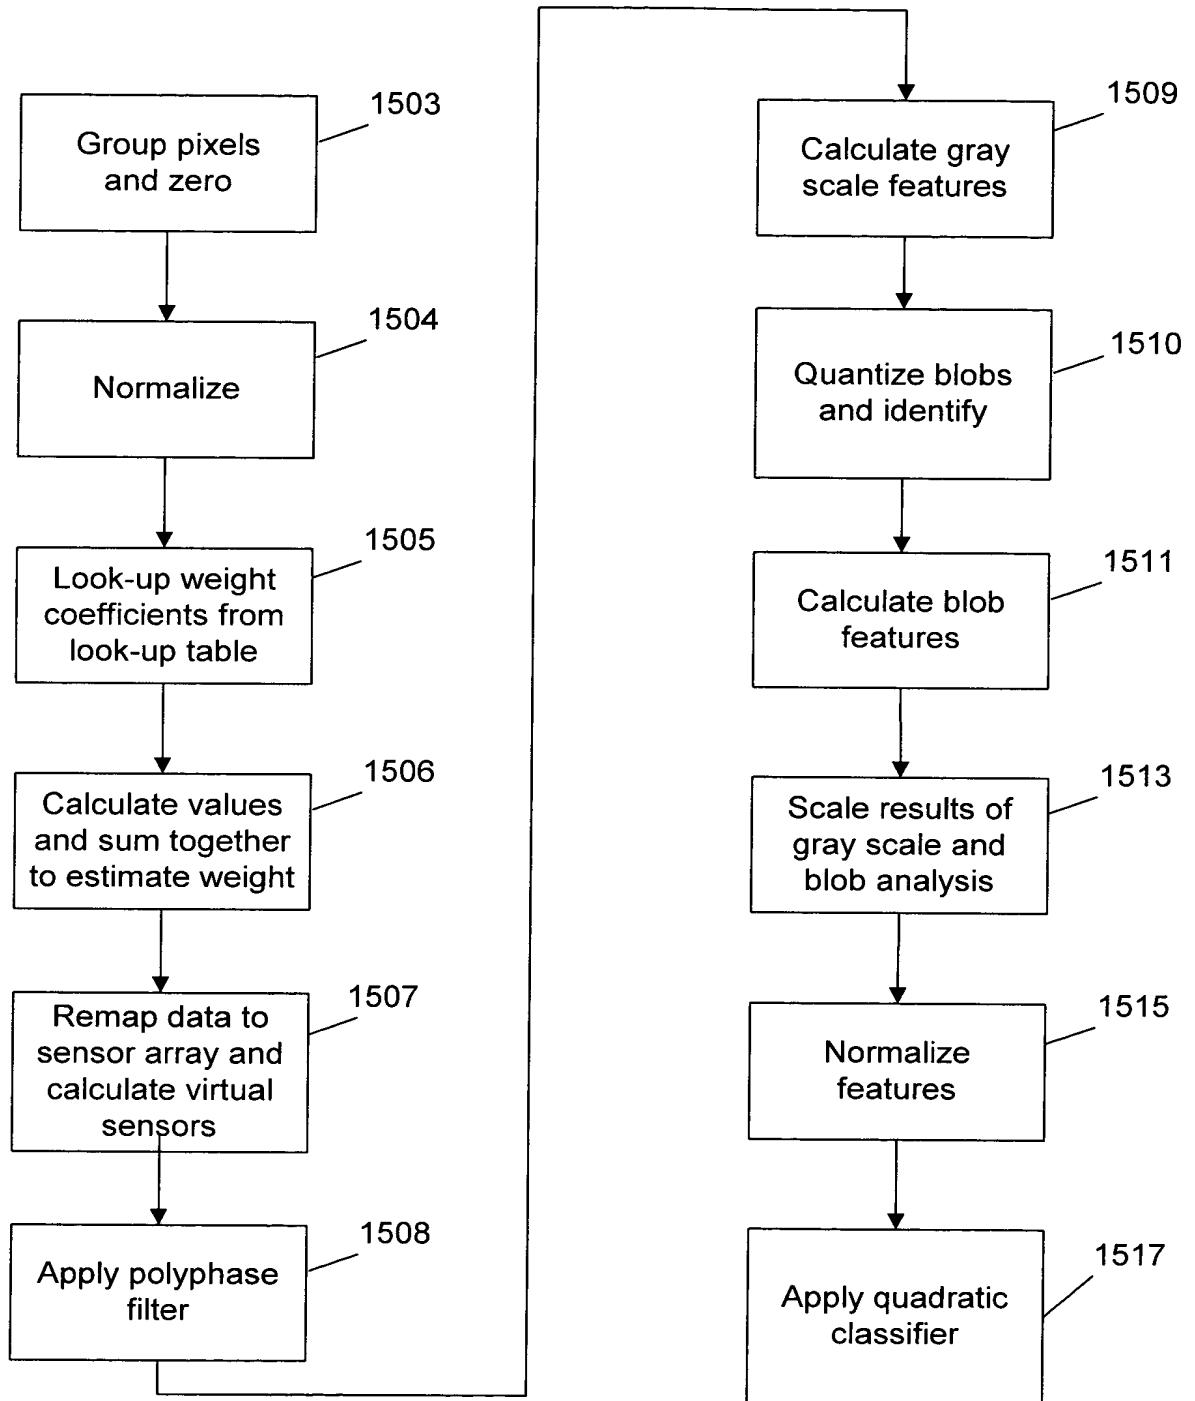 1503
Group pixels
and zero
1504
Normalize
1505
Look-up weight
coefficients from
look-up table
1506
Calculate values
and sum together
to estimate weight
1507
Remap data to
sensor array and
calculate virtual
sensors
1508
Apply polyphase
filter
1509
Calculate gray
scale features
1510
Quantize blobs
and identify
1511
Calculate blob
features
1513
Scale results of
gray scale and
blob analysis
1515
Normalize
features
1517
Apply quadratic
classifier